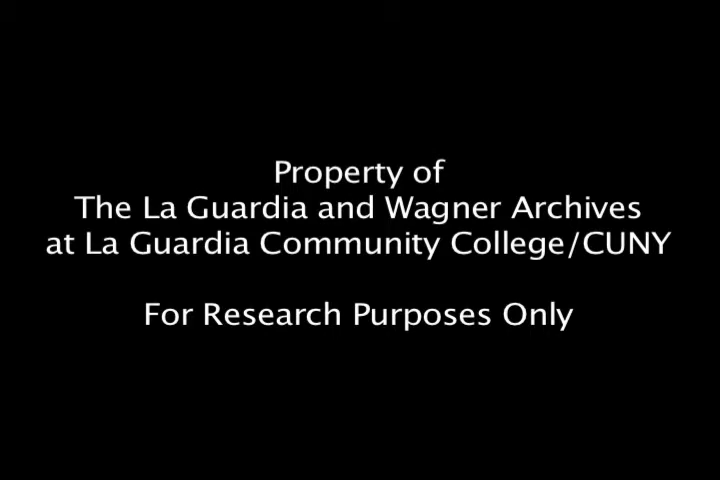 Property of
The La Guardia and Wagner Archives
at La Guardia Community College/CUNY
For Research Purposes Only